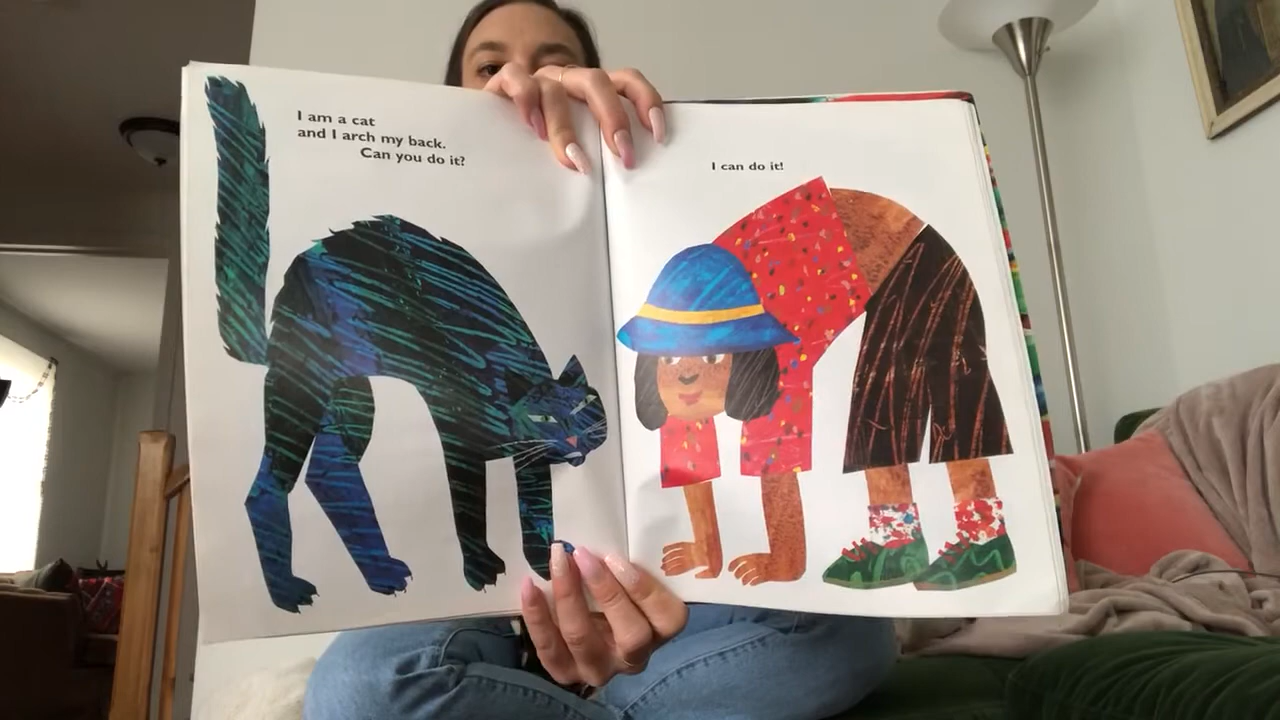 I am a cat
and I arch my back.
Can you do it?
I can do it!